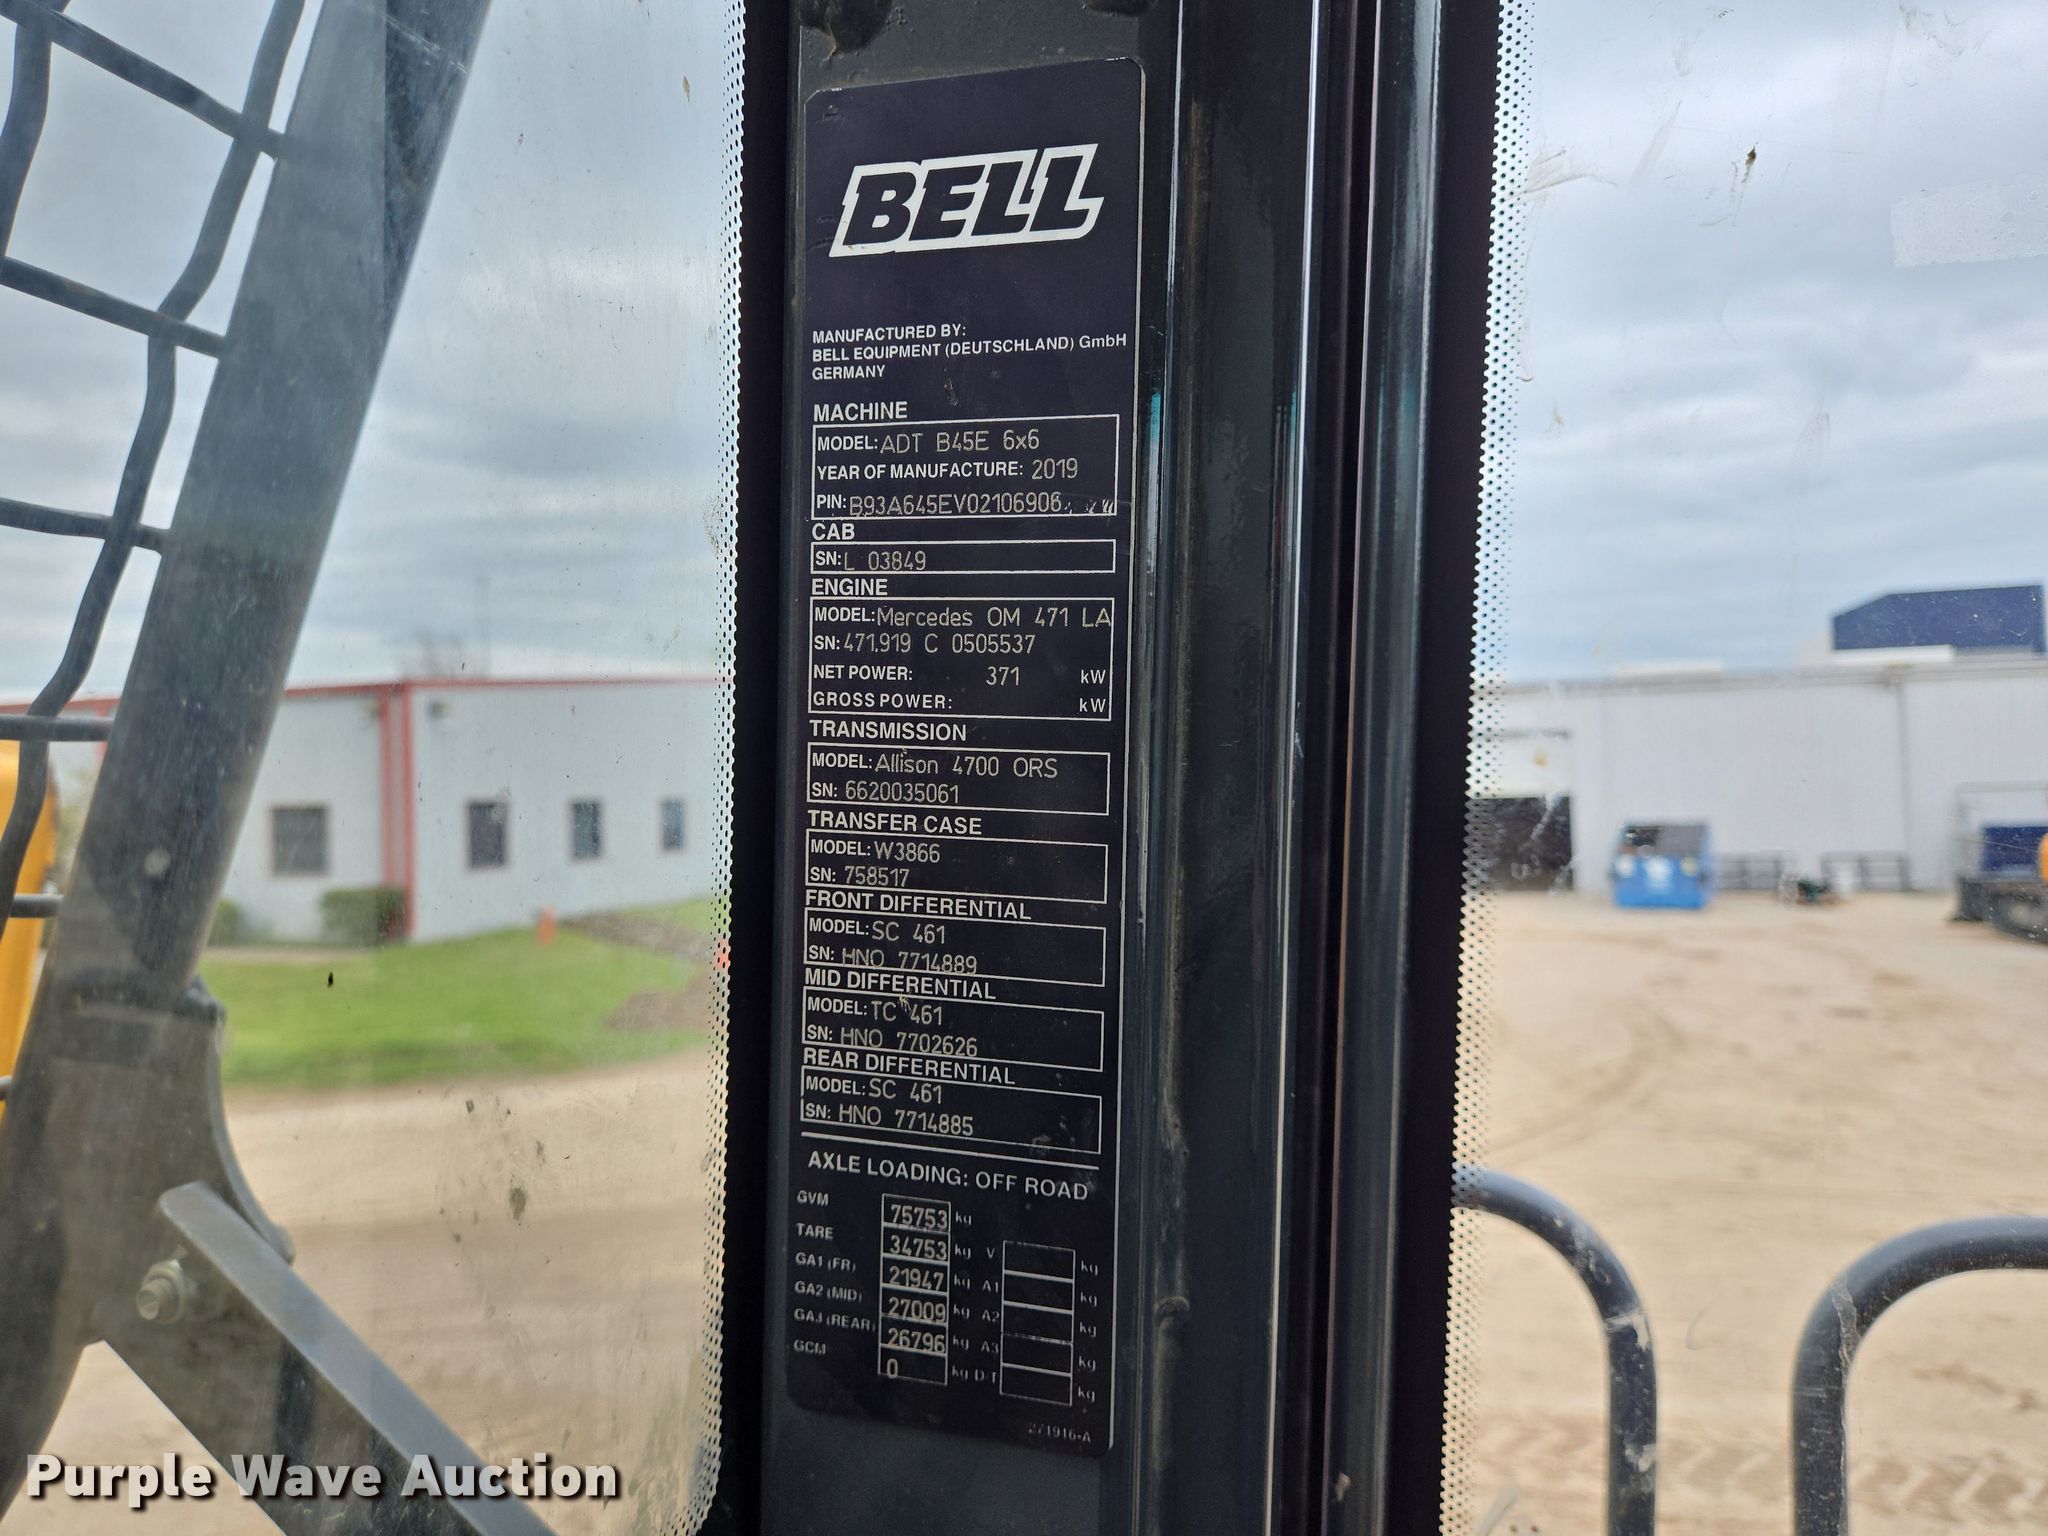 BELL
MANUFACTURED BY:
BELL EQUIPMENT (DEUTSCHLAND) GmbH
GERMANY
MACHINE
MODEL: ADT B45E 6x6
YEAR OF MANUFACTURE: 2019
PIN: B93A645EV02106906
CAB
SN: L 03849
ENGINE
MODEL: Mercedes OM 471 LA
SN: 471.919 C 0505537
NET POWER: 371 kW
GROSS POWER: kW
TRANSMISSION
MODEL: Allison 4700 ORS
SN: 6620035061
TRANSFER CASE
MODEL: W3866
SN: 758517
FRONT DIFFERENTIAL
MODEL: SC 461
SN: HNO 7714889
MID DIFFERENTIAL
MODEL: TC 461
SN: HNO 7702626
REAR DIFFERENTIAL
MODEL: SC 461
SN: HNO 7714885
AXLE LOADING: OFF ROAD
GVM 75753 kg
TARE 34753 kg V kg
GA1 (FR) 21947 kg A1 kg
GA2 (MID) 27009 kg A2 kg
GA3 (REAR) 26796 kg A3 kg
GCM 0 kg D/T kg
271916-A
Purple Wave Auction